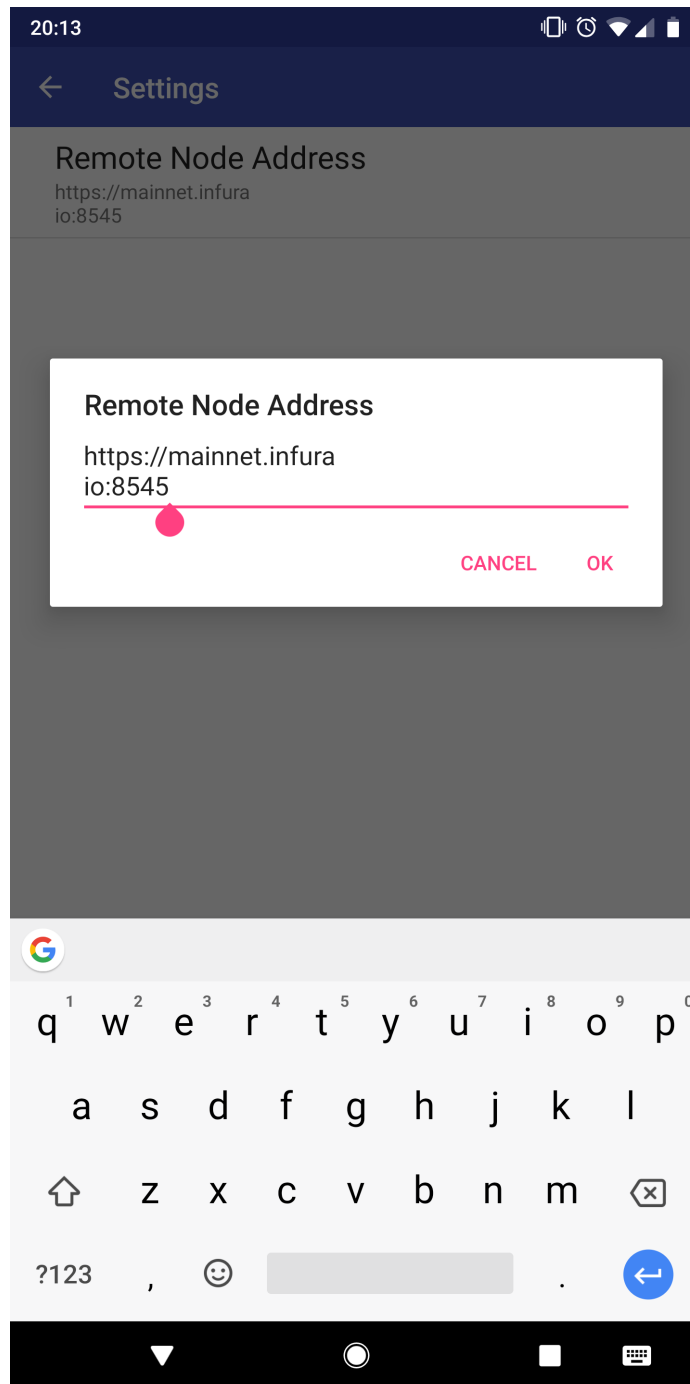 20:13
Settings
Remote Node Address
https://mainnet.infura
io:8545
Remote Node Address
https://mainnet.infura
io:8545
CANCEL OK
G
1 2 3 4 5 6 7 8 9 0
q w e r t y u i o p
a s d f g h j k l
z x c v b n m
?123 , .